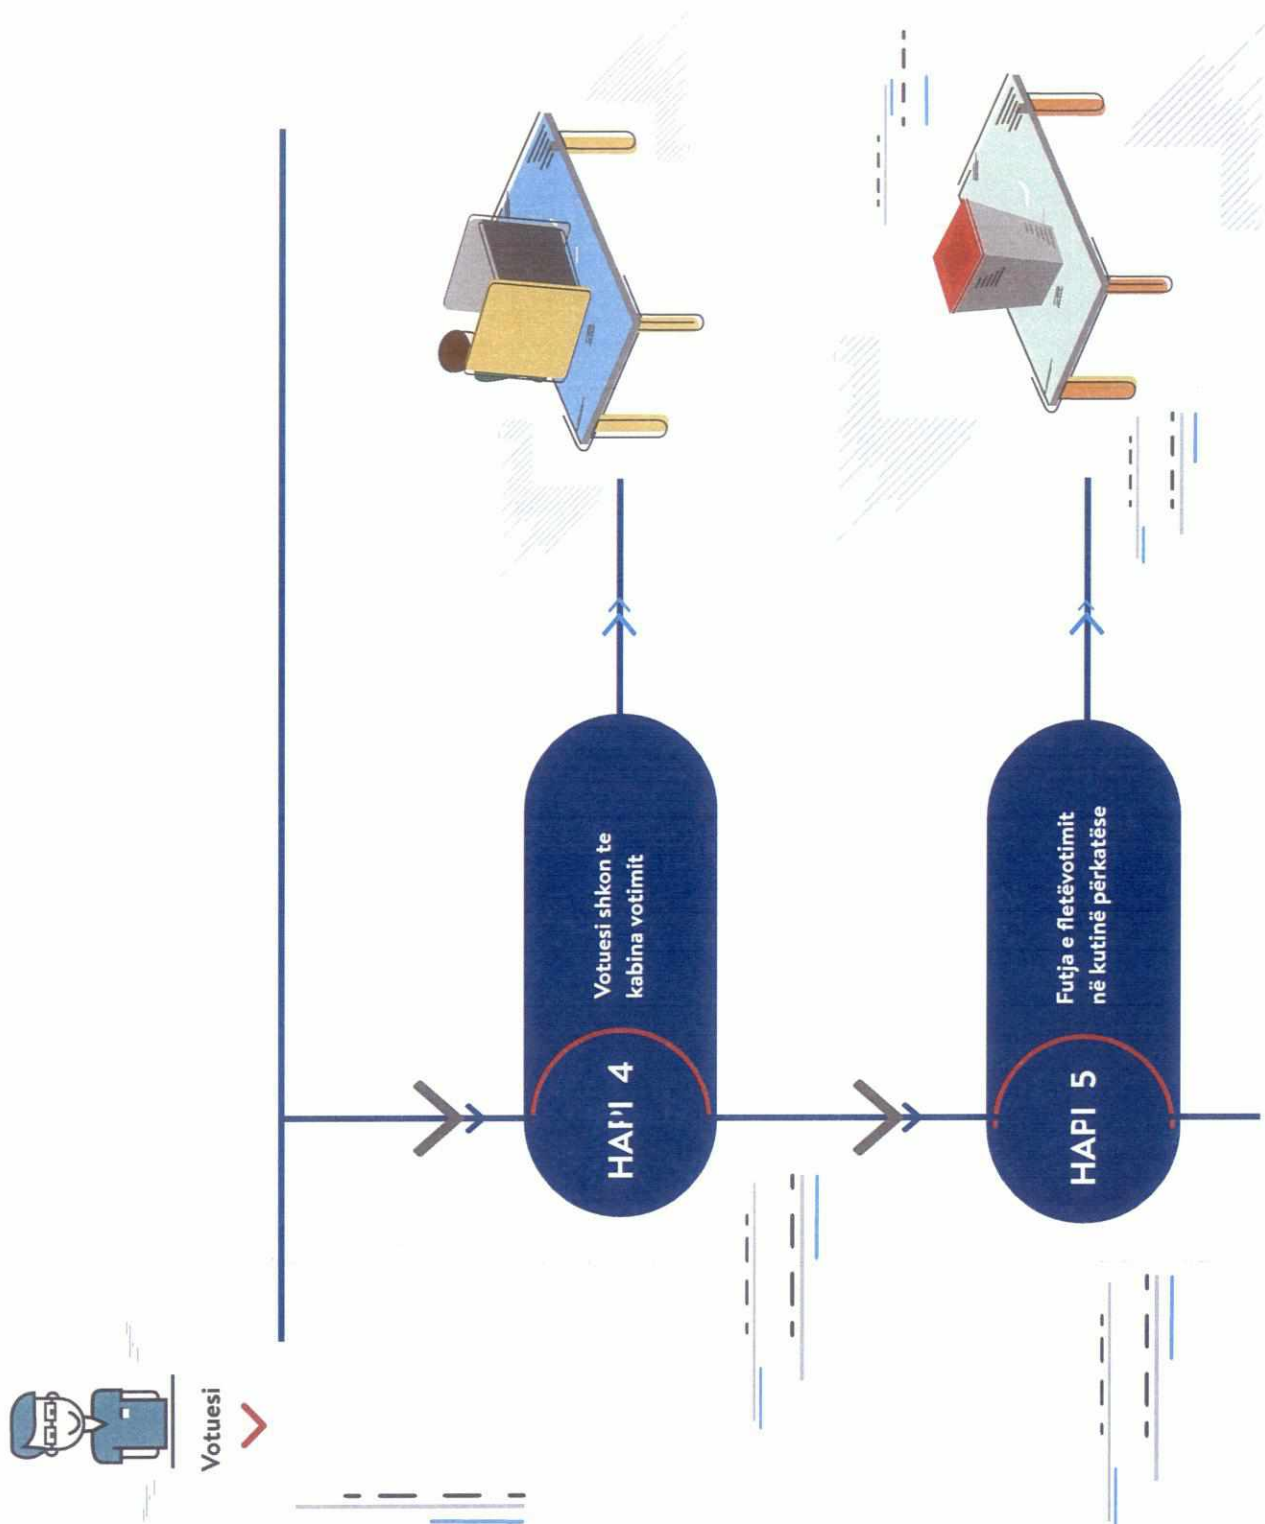 Votuesi
HAPI 4
Votuesi shkon te
kabina votimit
HAPI 5
Futja e fletëvotimit
në kutinë përkatëse